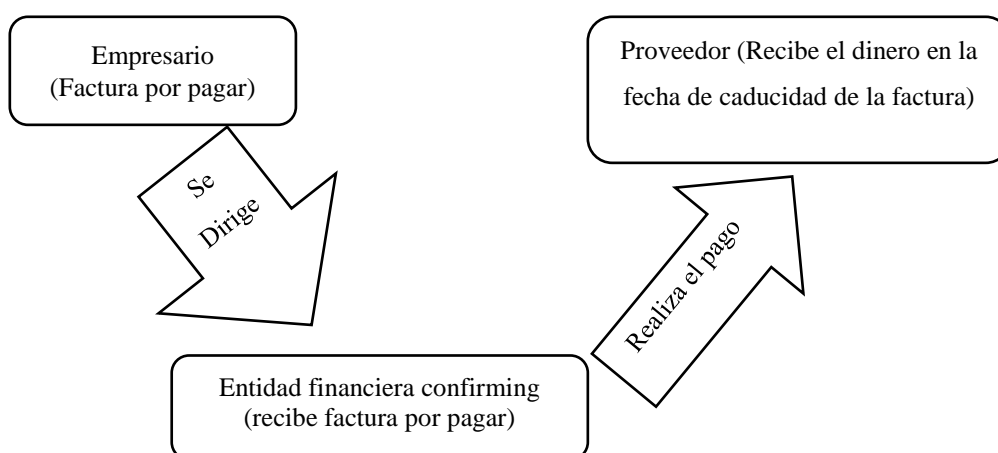 Empresario
(Factura por pagar)
Proveedor (Recibe el dinero en la
fecha de caducidad de la factura)
Se
Dirige
Realiza el pago
Entidad financiera confirming
(recibe factura por pagar)